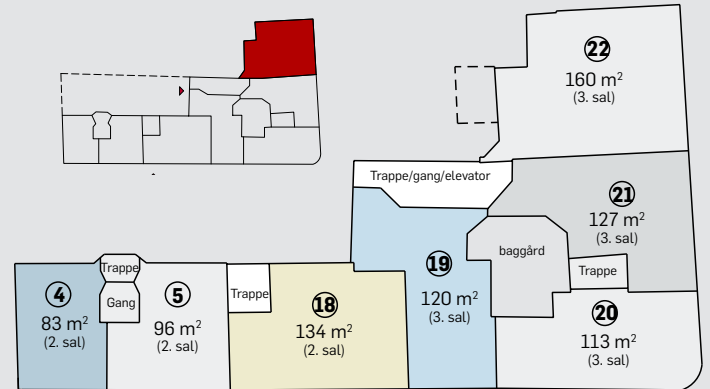 22
160 m²
(3. sal)
Trappe/gang/elevator
21
127 m²
(3. sal)
baggård
Trappe
19
120 m²
(3. sal)
20
113 m²
(3. sal)
Trappe
Gang
4
83 m²
(2. sal)
5
96 m²
(2. sal)
Trappe
18
134 m²
(2. sal)